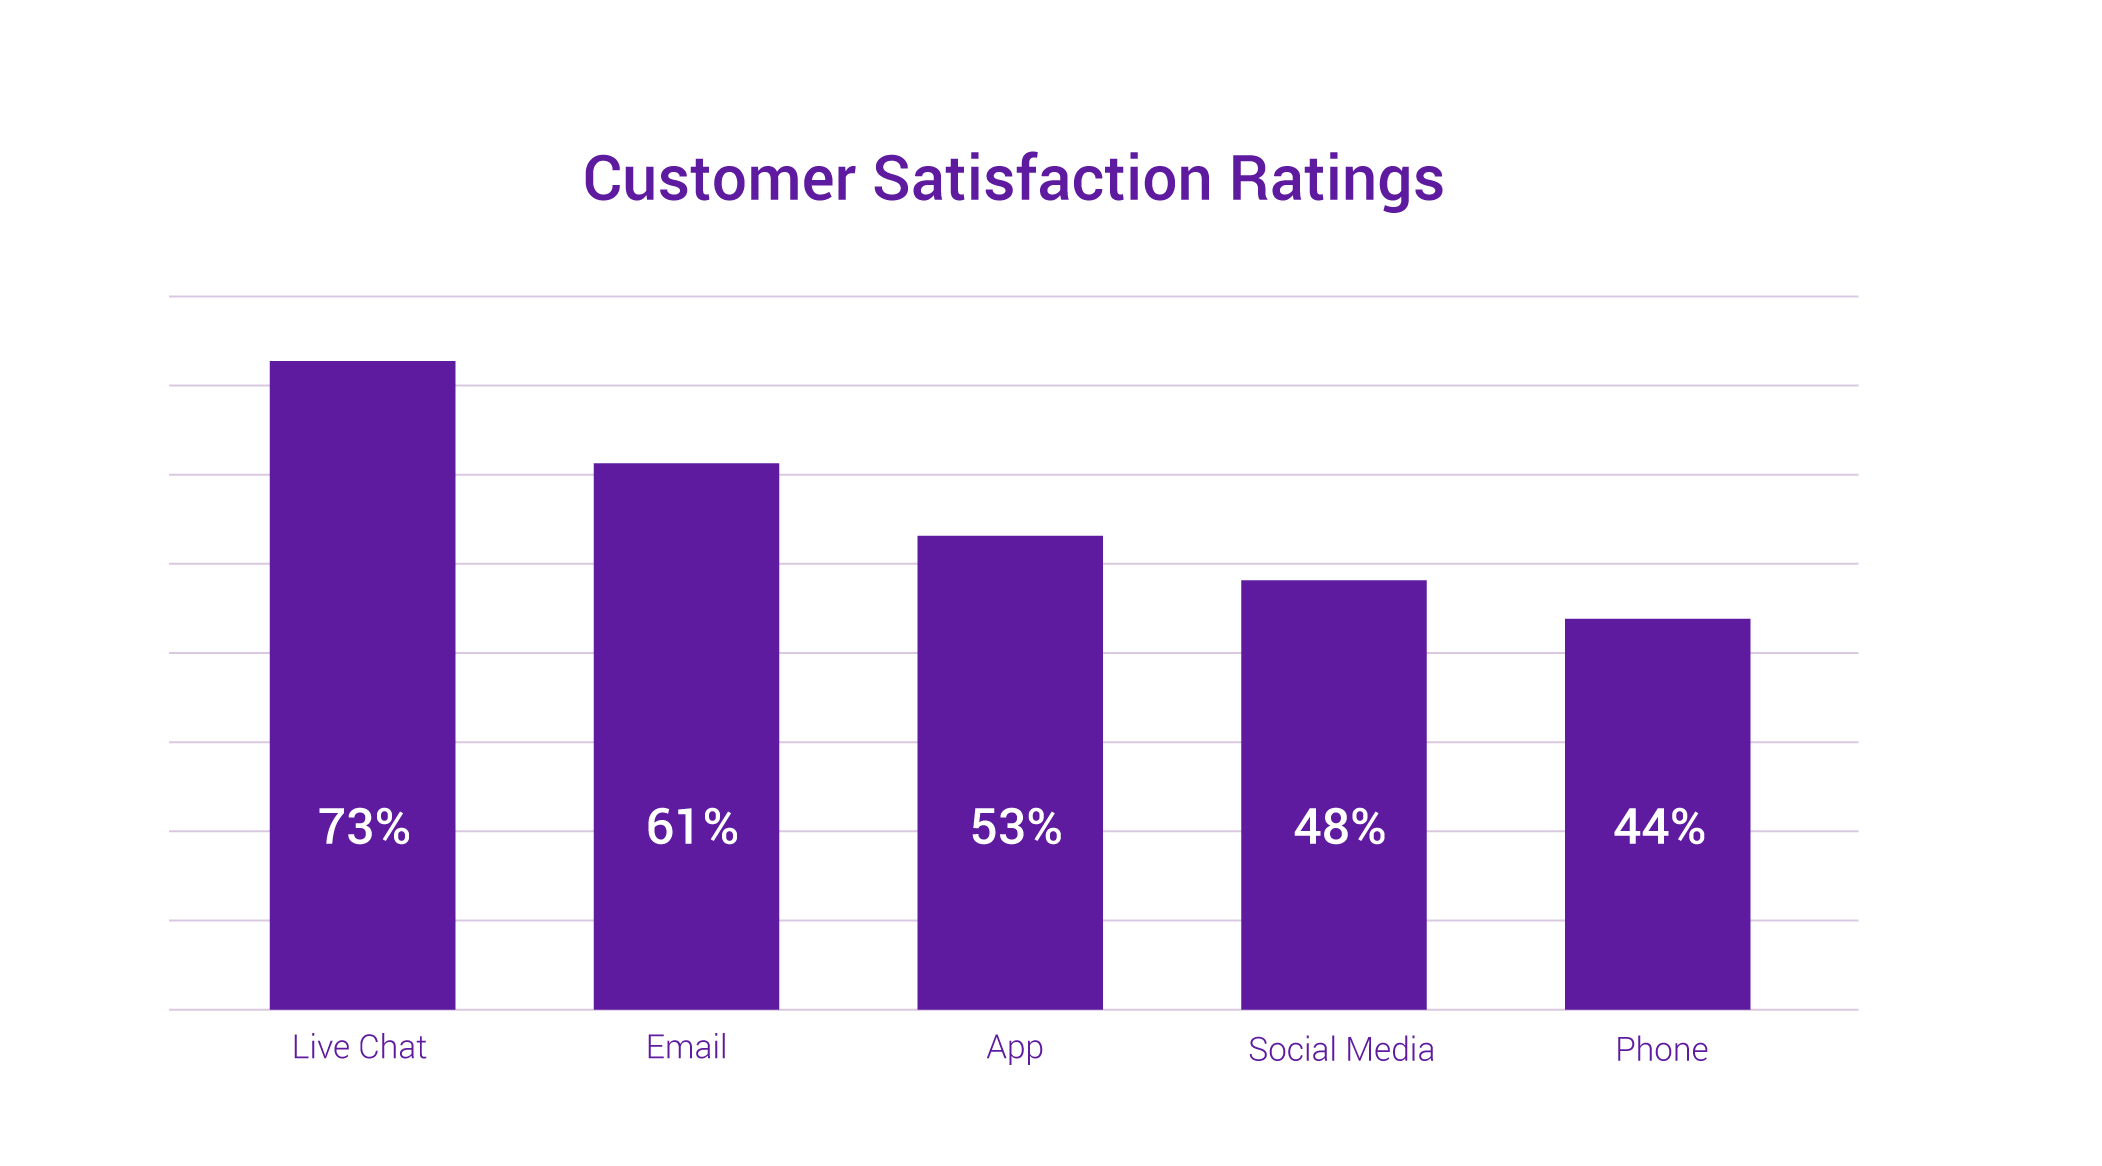 Customer Satisfaction Ratings
73%
61%
53%
48%
44%
Live Chat
Email
App
Social Media
Phone